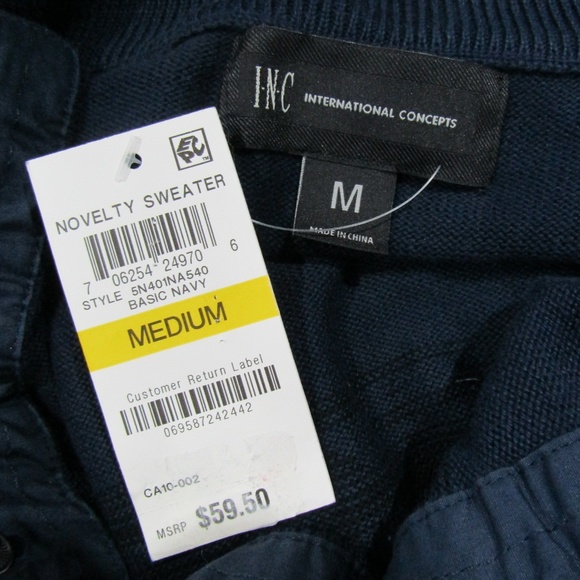 I·N·C INTERNATIONAL CONCEPTS
M
MADE IN CHINA
EPC™
NOVELTY SWEATER
7 06254 24970 6
STYLE 5N401NA540
BASIC NAVY
MEDIUM
Customer Return Label
069587242442
CA10-002
MSRP $59.50